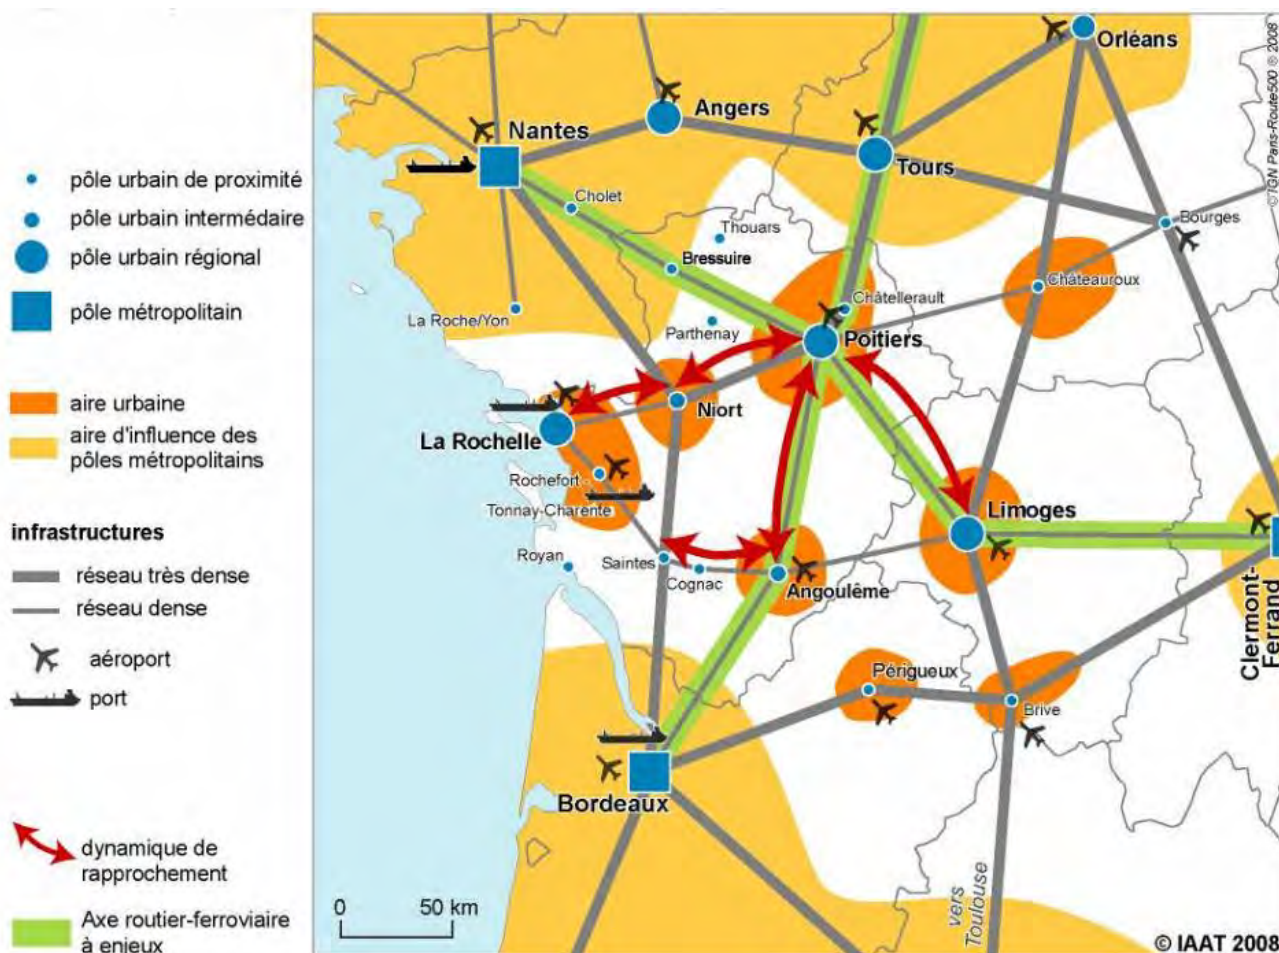 pôle urbain de proximité
pôle urbain intermédaire
pôle urbain régional
pôle métropolitain
aire urbaine
aire d'influence des
pôles métropolitains
infrastructures
réseau très dense
réseau dense
aéroport
port
dynamique de
rapprochement
Axe routier-ferroviaire
à enjeux
Orléans
©IGN Paris-Route500 © 2008
Angers
Nantes
Tours
Cholet
Bourges
Thouars
Bressuire
Châteauroux
Châtellerault
La Roche/Yon
Parthenay
Poitiers
Niort
La Rochelle
Rochefort -
Tonnay-Charente
Limoges
Royan
Saintes
Cognac
Angoulême
Clermont-
Ferrand
Périgueux
Brive
Bordeaux
vers
Toulouse
0 50 km
© IAAT 2008